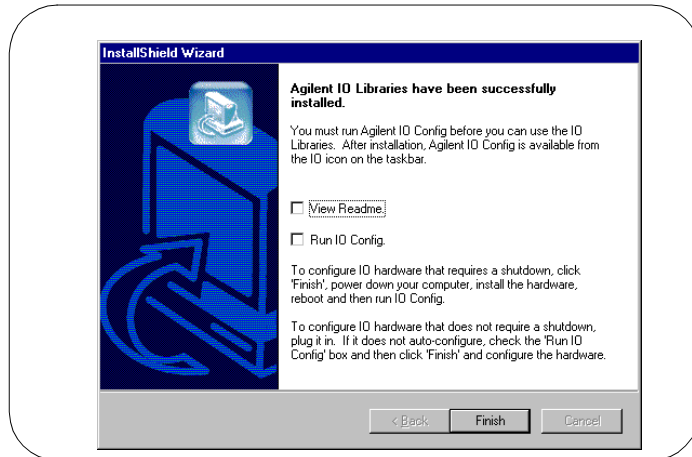 InstallShield Wizard
Agilent IO Libraries have been successfully
installed.
You must run Agilent IO Config before you can use the IO
Libraries. After installation, Agilent IO Config is available from
the IO icon on the taskbar.
View Readme.
Run IO Config.
To configure IO hardware that requires a shutdown, click
'Finish', power down your computer, install the hardware,
reboot and then run IO Config.
To configure IO hardware that does not require a shutdown,
plug it in. If it does not auto-configure, check the 'Run IO
Config' box and then click 'Finish' and configure the hardware.
< Back
Finish
Cancel